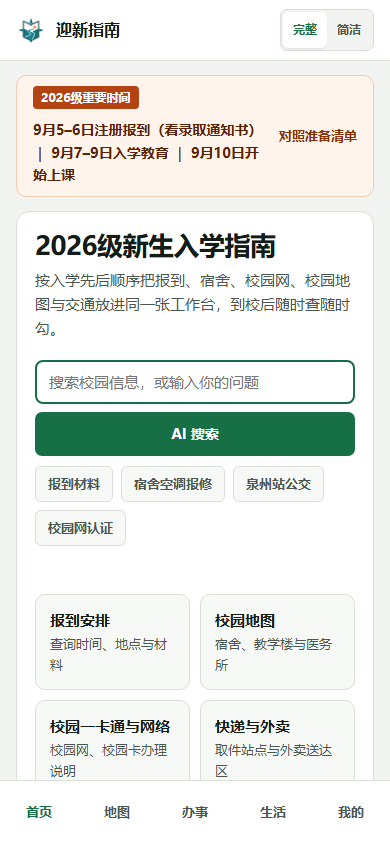 迎新指南
完整 简洁
2026级重要时间
9月5–6日注册报到（看录取通知书）
｜ 9月7–9日入学教育 ｜ 9月10日开
始上课
对照准备清单
2026级新生入学指南
按入学先后顺序把报到、宿舍、校园网、校园地
图与交通放进同一张工作台，到校后随时查随时
勾。
搜索校园信息，或输入你的问题
AI 搜索
报到材料 宿舍空调报修 泉州站公交
校园网认证
报到安排
查询时间、地点与材
料
校园地图
宿舍、教学楼与医务
所
校园一卡通与网络
校园网、校园卡办理
说明
快递与外卖
取件站点与外卖送达
区
首页 地图 办事 生活 我的